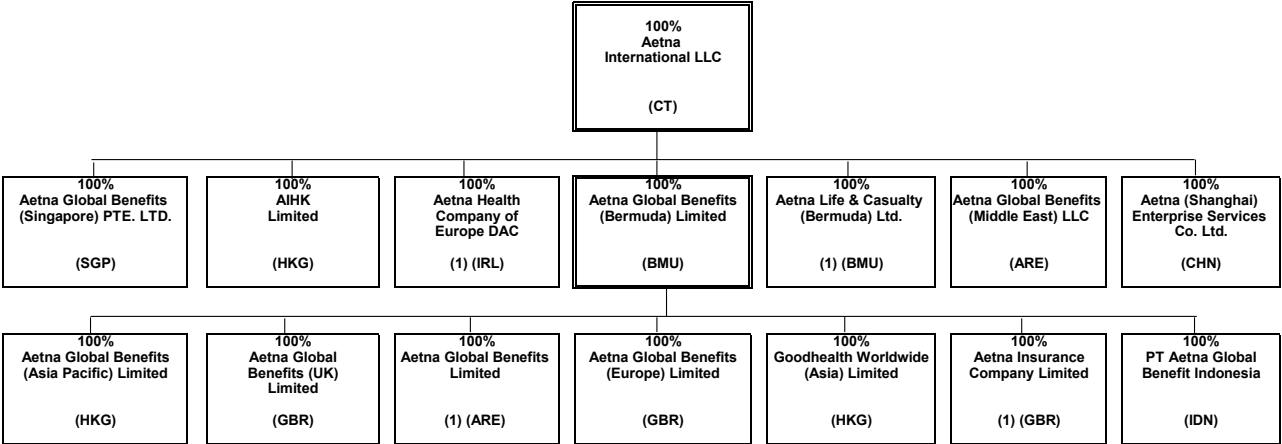 100%
Aetna
International LLC
(CT)
100%
Aetna Global Benefits
(Singapore) PTE. LTD.
(SGP)
100%
AIHK
Limited
(HKG)
100%
Aetna Health
Company of
Europe DAC
(1) (IRL)
100%
Aetna Global Benefits
(Bermuda) Limited
(BMU)
100%
Aetna Life & Casualty
(Bermuda) Ltd.
(1) (BMU)
100%
Aetna Global Benefits
(Middle East) LLC
(ARE)
100%
Aetna (Shanghai)
Enterprise Services
Co. Ltd.
(CHN)
100%
Aetna Global Benefits
(Asia Pacific) Limited
(HKG)
100%
Aetna Global
Benefits (UK)
Limited
(GBR)
100%
Aetna Global Benefits
Limited
(1) (ARE)
100%
Aetna Global Benefits
(Europe) Limited
(GBR)
100%
Goodhealth Worldwide
(Asia) Limited
(HKG)
100%
Aetna Insurance
Company Limited
(1) (GBR)
100%
PT Aetna Global
Benefit Indonesia
(IDN)